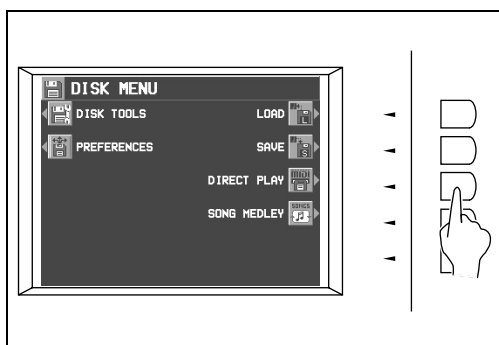 DISK MENU
DISK TOOLS LOAD
PREFERENCES SAVE
DIRECT PLAY
SONG MEDLEY